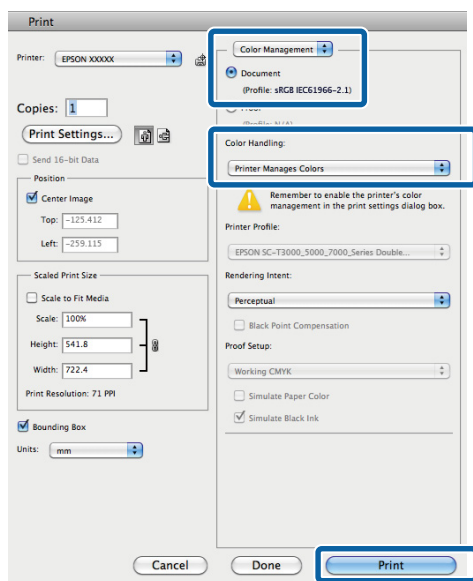 Print
Printer: EPSON XXXXX
Copies: 1
Print Settings...
Send 16-bit Data
Position
Center Image
Top: -125.412
Left: -259.115
Scaled Print Size
Scale to Fit Media
Scale: 100%
Height: 541.8
Width: 722.4
Print Resolution: 71 PPI
Bounding Box
Units: mm
Color Management
Document
(Profile: sRGB IEC61966-2.1)
Color Handling:
Printer Manages Colors
Remember to enable the printer's color
management in the print settings dialog box.
Printer Profile:
EPSON SC-T3000_5000_7000_Series Double...
Rendering Intent:
Perceptual
Black Point Compensation
Proof Setup:
Working CMYK
Simulate Paper Color
Simulate Black Ink
Cancel
Done
Print